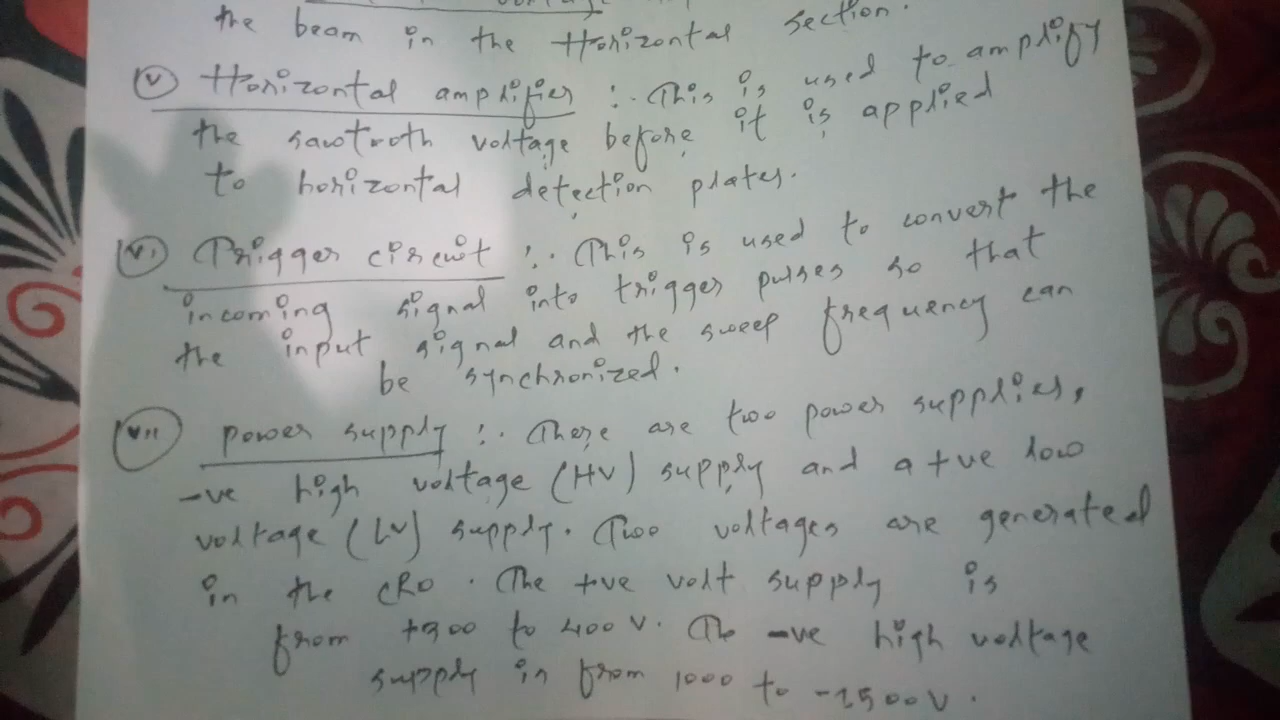 the beam in the Horizontal section.
(v) Horizontal amplifier :. This is used to amplify
the sawtooth voltage before it is applied
to horizontal detection plates.
(vi) Trigger circuit :. This is used to convert the
incoming signal into trigger pulses so that
the input signal and the sweep frequency can
be synchronized.
(vii) power supply :. There are two power supplies,
-ve high voltage (HV) supply and a +ve low
voltage (LV) supply. Two voltages are generated
in the CRO. The +ve volt supply is
from +300 to 400 V. The -ve high voltage
supply is from 1000 to -1500V.